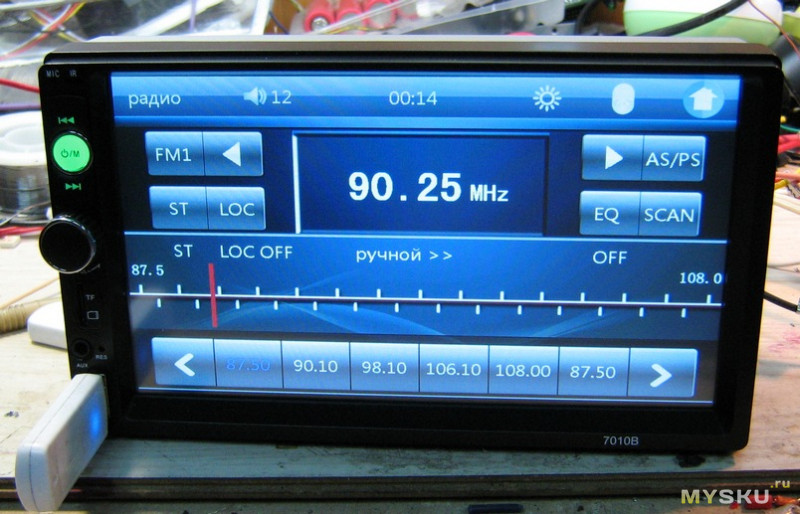 MIC IR
радио 12 00:14
⏻/M
FM1 AS/PS
90.25 MHz
ST LOC EQ SCAN
ST LOC OFF ручной >> OFF
87.5 108.0
TF
RES
AUX
< 87.50 90.10 98.10 106.10 108.00 87.50 >
7010B
MYSKU.ru